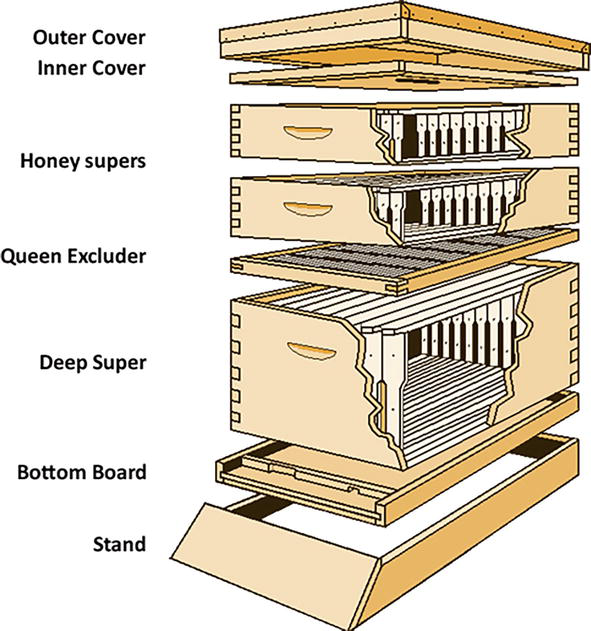 Outer Cover
Inner Cover
Honey supers
Queen Excluder
Deep Super
Bottom Board
Stand